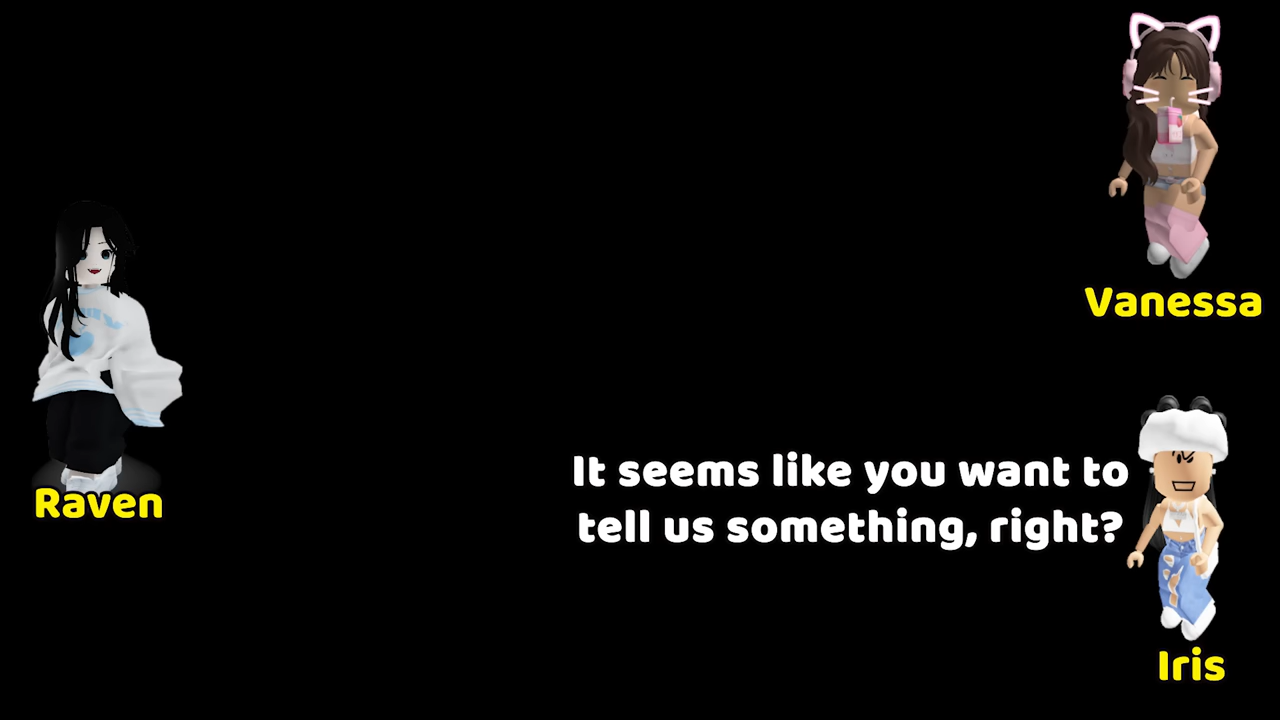 Vanessa
It seems like you want to
tell us something, right?
Raven
Iris